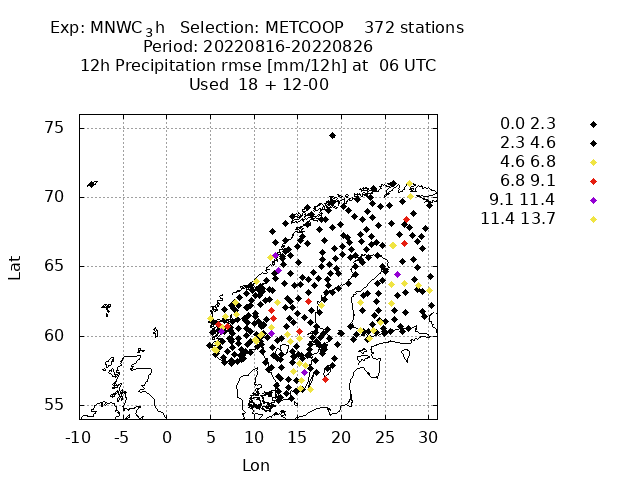 Exp: MNWC3h   Selection: METCOOP    372 stations
Period: 20220816-20220826
12h Precipitation rmse [mm/12h] at  06 UTC
Used  18 + 12-00
0.0 2.3
2.3 4.6
4.6 6.8
6.8 9.1
9.1 11.4
11.4 13.7
75
70
65
60
55
Lat
-10 -5 0 5 10 15 20 25 30
Lon